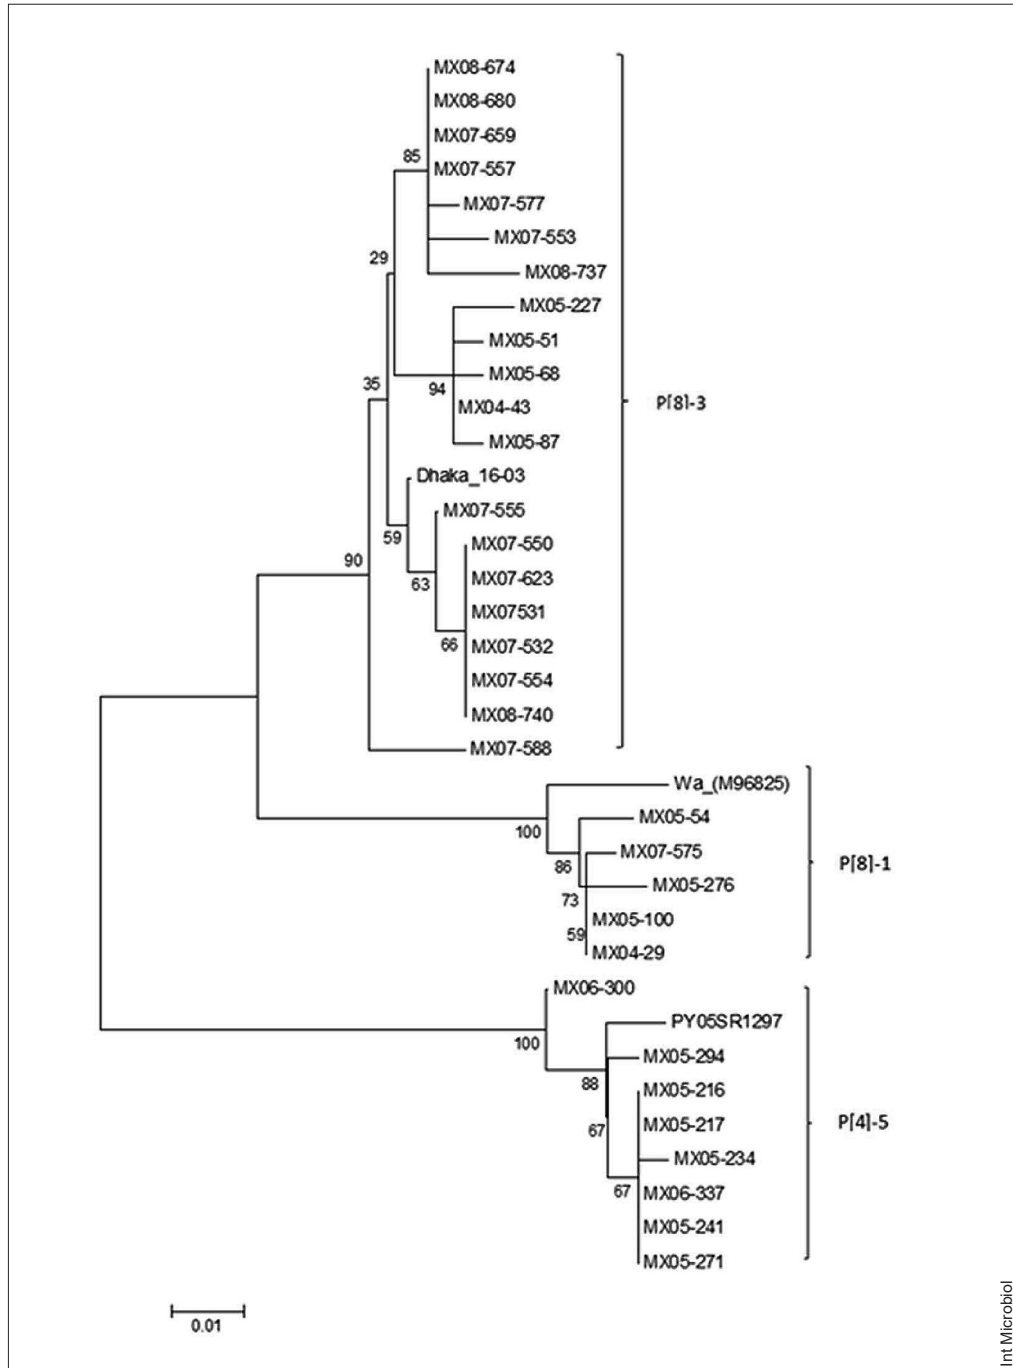 MX08-674
MX08-680
MX07-659
85
MX07-557
MX07-577
MX07-553
29
MX08-737
MX05-227
MX05-51
MX05-68
35
94
MX04-43
P[8]-3
MX05-87
Dhaka_16-03
MX07-555
59
MX07-550
90
63
MX07-623
MX07531
66
MX07-532
MX07-554
MX08-740
MX07-588
Wa_(M96825)
100
MX05-54
MX07-575
86
P[8]-1
MX05-276
73
MX05-100
59
MX04-29
MX06-300
PY05SR1297
100
MX05-294
88
MX05-216
MX05-217
P[4]-5
67
MX05-234
67
MX06-337
MX05-241
MX05-271
0.01
Int Microbiol